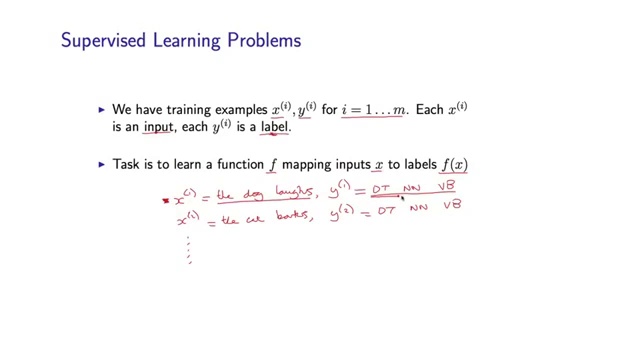 Supervised Learning Problems
▶ We have training examples x^(i), y^(i) for i = 1 . . . m. Each x^(i)
is an input, each y^(i) is a label.
▶ Task is to learn a function f mapping inputs x to labels f(x)
x^(1) = the dog laughs, y^(1) = DT NN VB
x^(2) = the cat barks, y^(2) = DT NN VB